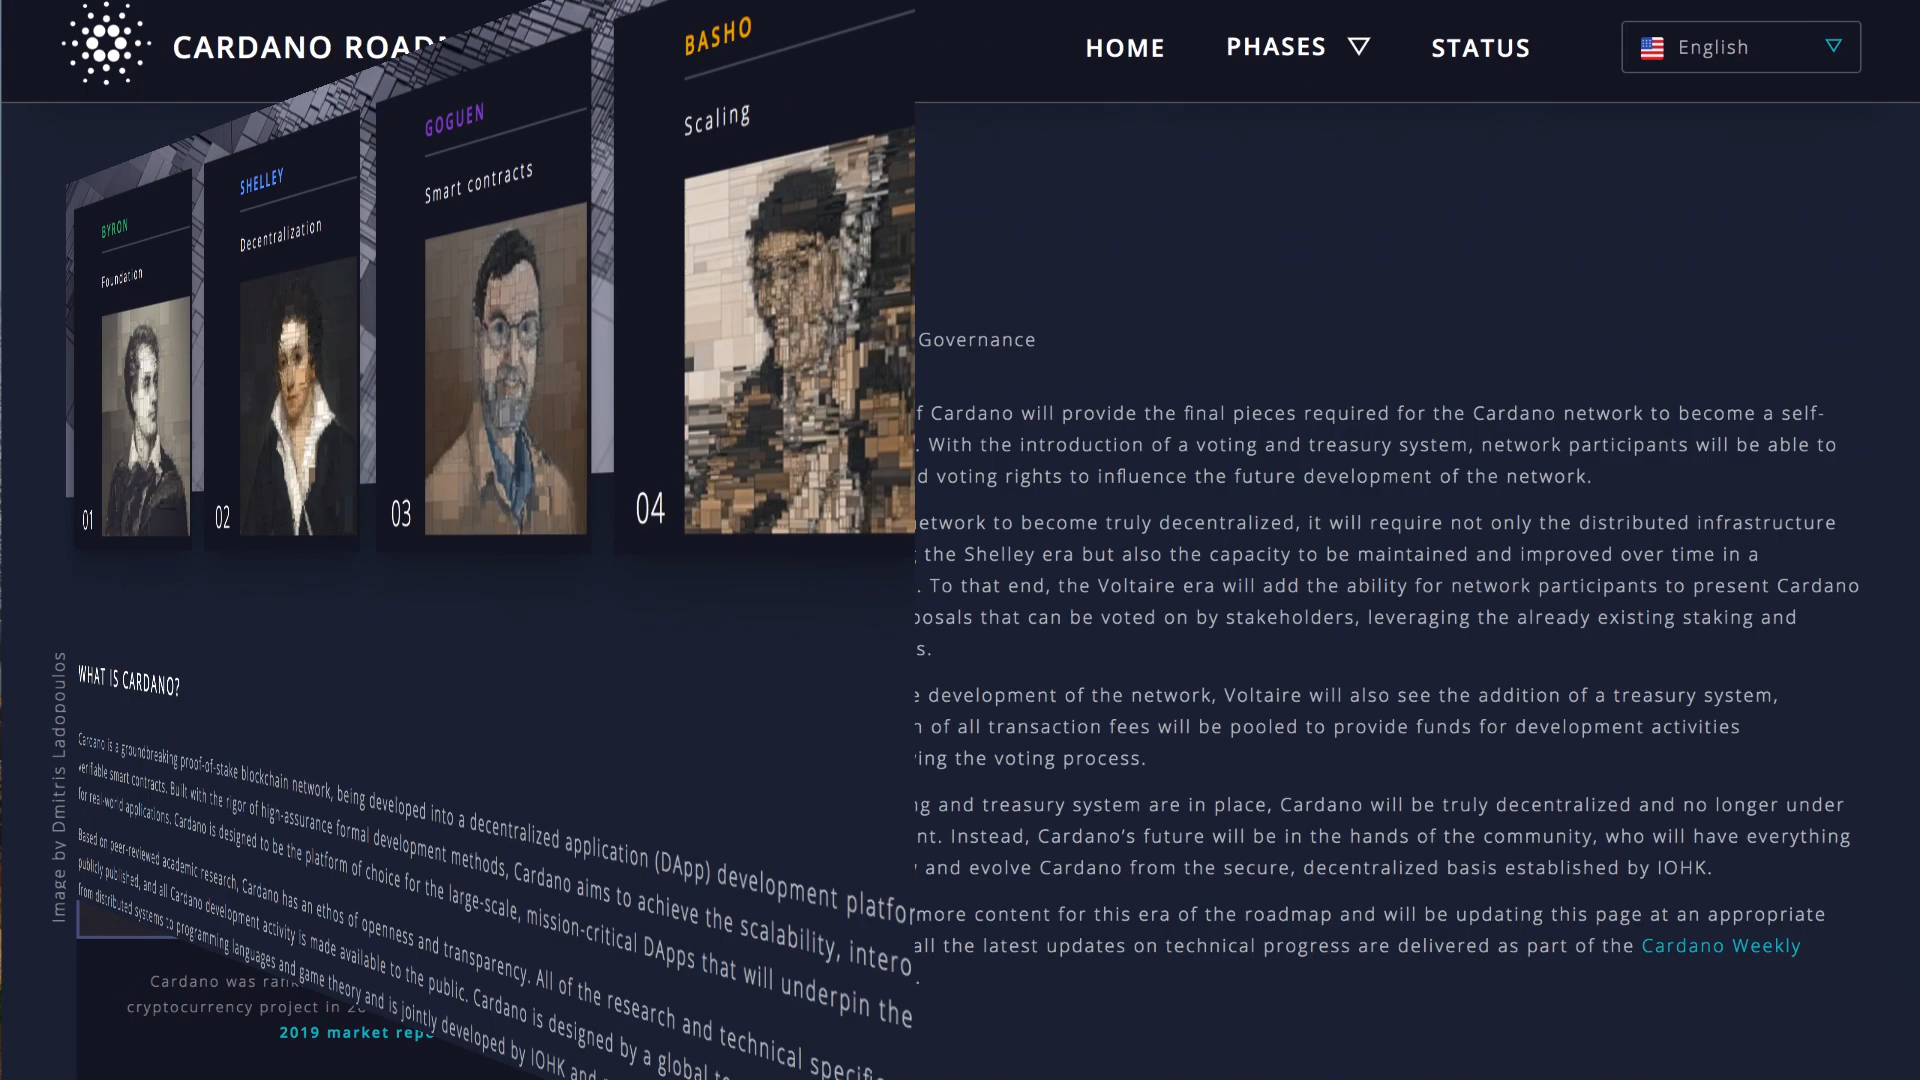 CARDANO
HOME
PHASES
STATUS
English
BYRON
Foundation
01
SHELLEY
Decentralization
02
GOGUEN
Smart contracts
03
BASHO
Scaling
04
Governance
Cardano will provide the final pieces required for the Cardano network to become a self-
. With the introduction of a voting and treasury system, network participants will be able to
voting rights to influence the future development of the network.
to become truly decentralized, it will require not only the distributed infrastructure
the Shelley era but also the capacity to be maintained and improved over time in a
. To that end, the Voltaire era will add the ability for network participants to present Cardano
that can be voted on by stakeholders, leveraging the already existing staking and
s.
development of the network, Voltaire will also see the addition of a treasury system,
of all transaction fees will be pooled to provide funds for development activities
the voting process.
and treasury system are in place, Cardano will be truly decentralized and no longer under
nt. Instead, Cardano’s future will be in the hands of the community, who will have everything
and evolve Cardano from the secure, decentralized basis established by IOHK.
more content for this era of the roadmap and will be updating this page at an appropriate
all the latest updates on technical progress are delivered as part of the Cardano Weekly
.
Image by Dmitris Ladopoulos
WHAT IS CARDANO?
Cardano is a groundbreaking proof-of-stake blockchain network, being developed into a decentralized application (DApp) development platfor
verifiable smart contracts. Built with the rigor of high-assurance formal development methods, Cardano aims to achieve the scalability, intero
for real-world applications. Cardano is designed to be the platform of choice for the large-scale, mission-critical DApps that will underpin the
Based on peer-reviewed academic research, Cardano has an ethos of openness and transparency. All of the research and technical specifi
publicly published, and all Cardano development activity is made available to the public. Cardano is designed by a global
from distributed systems to programming languages and game theory and is jointly developed by IOHK and
Cardano was
cryptocurrency project in
2019 market